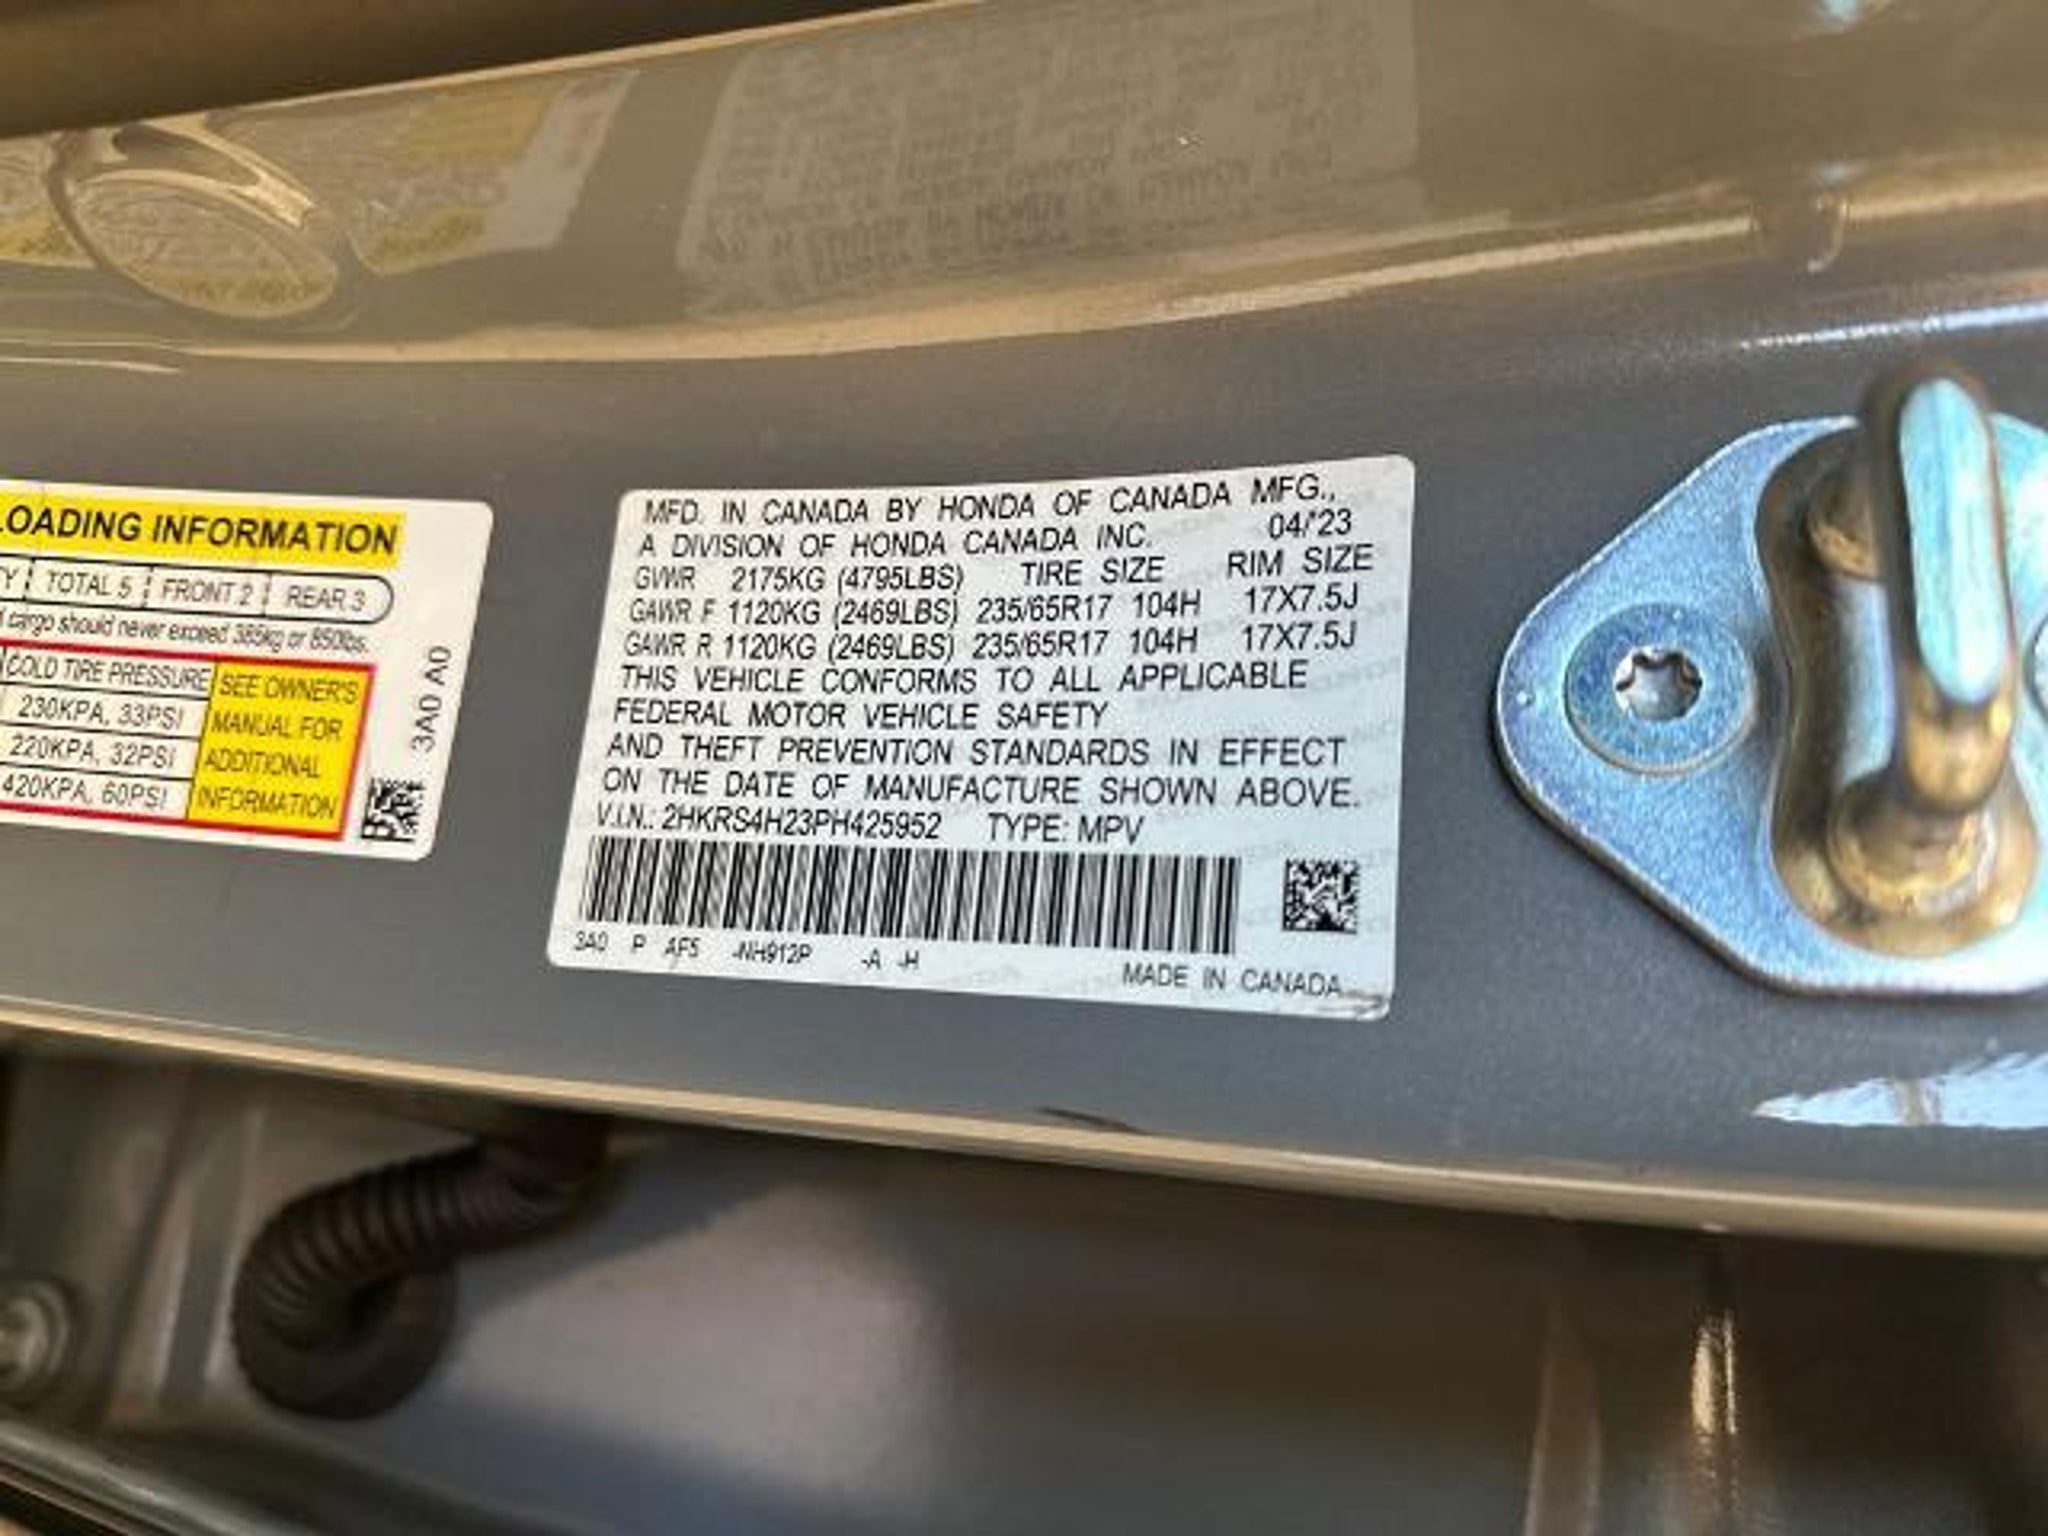 LOADING INFORMATION
TY TOTAL 5 FRONT 2 REAR 3
d cargo should never exceed 385kg or 850lbs.
COLD TIRE PRESSURE
230KPA, 33PSI
220KPA, 32PSI
420KPA, 60PSI
SEE OWNER'S
MANUAL FOR
ADDITIONAL
INFORMATION
3A0 A0
MFD. IN CANADA BY HONDA OF CANADA MFG.,
A DIVISION OF HONDA CANADA INC. 04/'23
GVWR 2175KG (4795LBS) TIRE SIZE RIM SIZE
GAWR F 1120KG (2469LBS) 235/65R17 104H 17X7.5J
GAWR R 1120KG (2469LBS) 235/65R17 104H 17X7.5J
THIS VEHICLE CONFORMS TO ALL APPLICABLE
FEDERAL MOTOR VEHICLE SAFETY
AND THEFT PREVENTION STANDARDS IN EFFECT
ON THE DATE OF MANUFACTURE SHOWN ABOVE.
V.I.N.: 2HKRS4H23PH425952 TYPE: MPV
3A0 P AF5 -NH912P -A -H
MADE IN CANADA